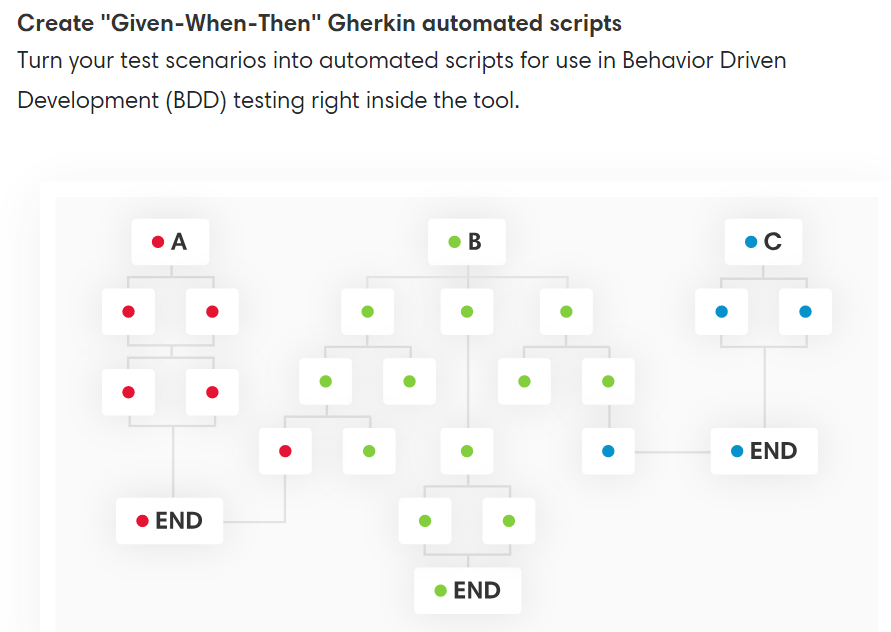 Create "Given-When-Then" Gherkin automated scripts
Turn your test scenarios into automated scripts for use in Behavior Driven
Development (BDD) testing right inside the tool.
A
B
C
END
END
END